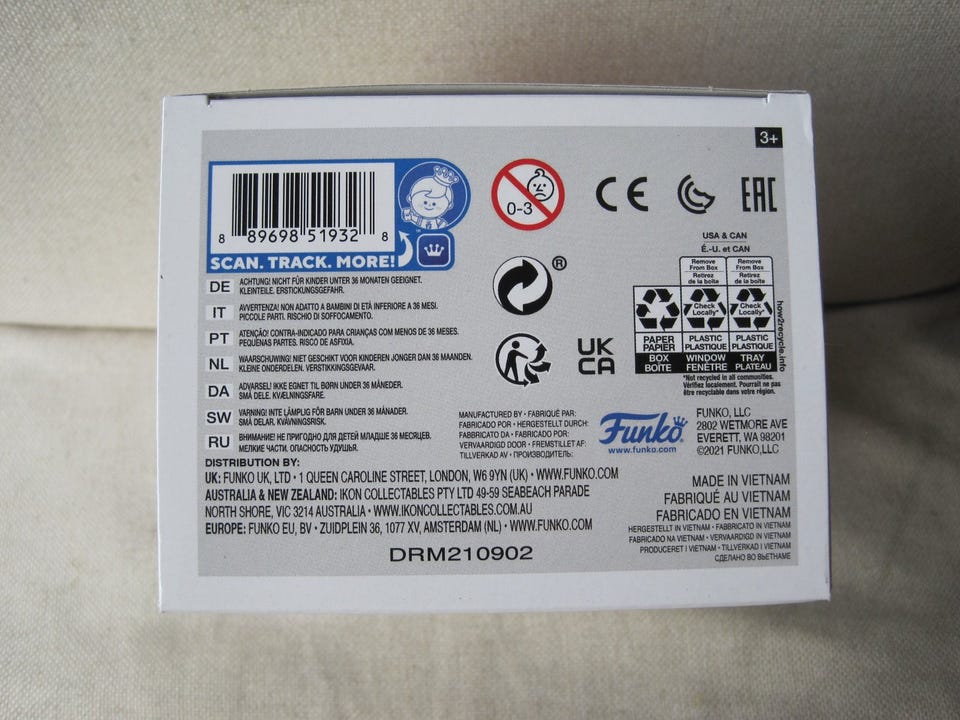 3+
8 89698 51932 8
SCAN. TRACK. MORE!
0-3
CE
EAC
®
UK
CA
USA & CAN
É.-U. et CAN
Remove From Box
Retirez de la boîte
Remove From Box
Retirez de la boîte
Check Locally*
Check Locally*
PAPER
PAPIER
PLASTIC
PLASTIQUE
PLASTIC
PLASTIQUE
BOX
BOÎTE
WINDOW
FENÊTRE
TRAY
PLATEAU
how2recycle.info
*Not recycled in all communities.
Vérifiez localement. Pourrait ne pas
être recyclable dans votre région.
DE ACHTUNG! NICHT FÜR KINDER UNTER 36 MONATEN GEEIGNET.
KLEINTEILE. ERSTICKUNGSGEFAHR.
IT AVVERTENZA! NON ADATTO A BAMBINI DI ETÀ INFERIORE A 36 MESI.
PICCOLE PARTI. RISCHIO DI SOFFOCAMENTO.
PT ATENÇÃO! CONTRA-INDICADO PARA CRIANÇAS COM MENOS DE 36 MESES.
PEQUENAS PARTES. RISCO DE ASFIXIA.
NL WAARSCHUWING! NIET GESCHIKT VOOR KINDEREN JONGER DAN 36 MAANDEN.
KLEINE ONDERDELEN. VERSTIKKINGSGEVAAR.
DA ADVARSEL! IKKE EGNET TIL BØRN UNDER 36 MÅNEDER.
SMÅ DELE. KVÆLNINGSFARE.
SW VARNING! INTE LÄMPLIG FÖR BARN UNDER 36 MÅNADER.
SMÅ DELAR. KVÄVNINGSRISK.
RU ВНИМАНИЕ! НЕ ПРИГОДНО ДЛЯ ДЕТЕЙ МЛАДШЕ 36 МЕСЯЦЕВ.
МЕЛКИЕ ЧАСТИ. ОПАСНОСТЬ УДУШЬЯ.
MANUFACTURED BY • FABRIQUÉ PAR:
FABRICADO POR • HERGESTELLT DURCH:
FABBRICATO DA • FABRICADO POR:
VERVAARDIGD DOOR • FREMSTILLET AF:
TILLVERKAD AV • ПРОИЗВОДИТЕЛЬ:
Funko
www.funko.com
FUNKO, LLC
2802 WETMORE AVE
EVERETT, WA 98201
©2021 FUNKO,LLC
DISTRIBUTION BY:
UK: FUNKO UK, LTD • 1 QUEEN CAROLINE STREET, LONDON, W6 9YN (UK) • WWW.FUNKO.COM
AUSTRALIA & NEW ZEALAND: IKON COLLECTABLES PTY LTD 49-59 SEABEACH PARADE
NORTH SHORE, VIC 3214 AUSTRALIA • WWW.IKONCOLLECTABLES.COM.AU
EUROPE: FUNKO EU, BV • ZUIDPLEIN 36, 1077 XV, AMSTERDAM (NL) • WWW.FUNKO.COM
DRM210902
MADE IN VIETNAM
FABRIQUÉ AU VIETNAM
FABRICADO EN VIETNAM
HERGESTELLT IN VIETNAM • FABBRICATO IN VIETNAM
FABRICADO NA VIETNAM • VERVAARDIGD IN VIETNAM
PRODUCERET I VIETNAM • TILLVERKAD I VIETNAM
СДЕЛАНО ВО ВЬЕТНАМЕ